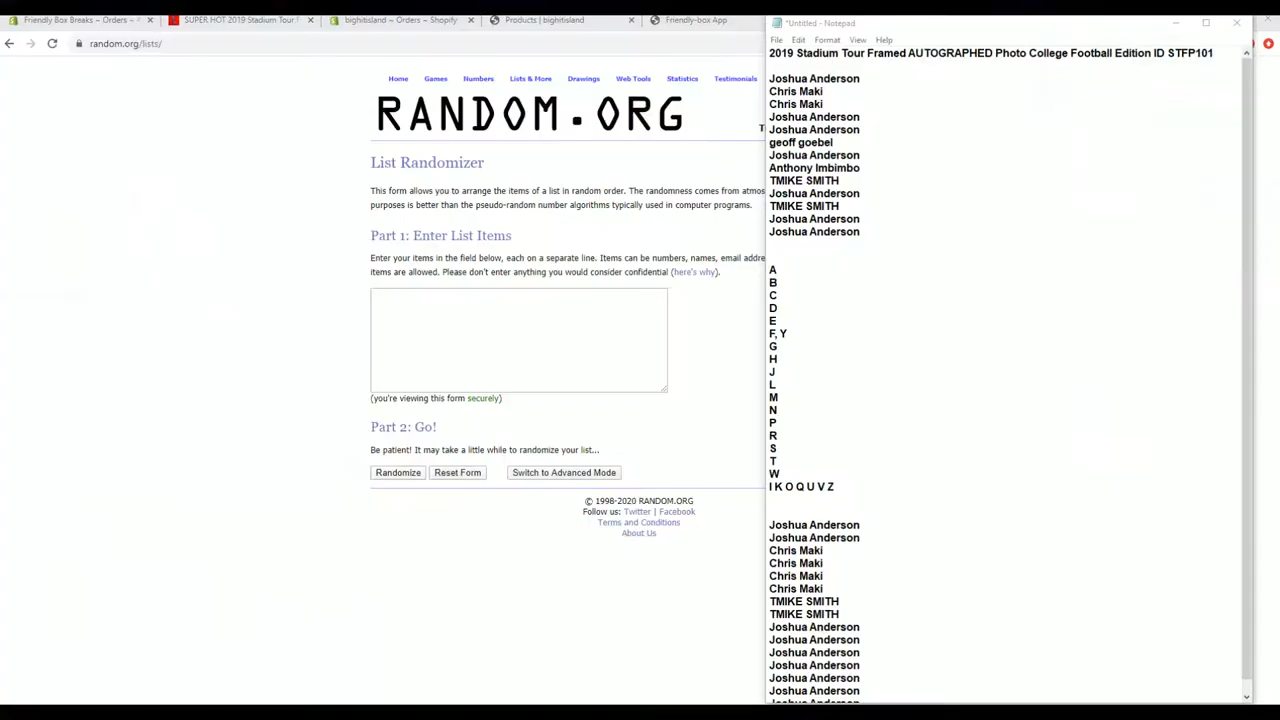 Friendly Box Breaks ~ Orders ~
SUPER HOT 2019 Stadium Tour
bighitisland ~ Orders ~ Shopify
Products | bighitisland
Friendly-box App
random.org/lists/
Home Games Numbers Lists & More Drawings Web Tools Statistics Testimonials
RANDOM.ORG
T
List Randomizer
This form allows you to arrange the items of a list in random order. The randomness comes from atmos
purposes is better than the pseudo-random number algorithms typically used in computer programs.
Part 1: Enter List Items
Enter your items in the field below, each on a separate line. Items can be numbers, names, email addre
items are allowed. Please don't enter anything you would consider confidential (here's why).
(you're viewing this form securely)
Part 2: Go!
Be patient! It may take a little while to randomize your list...
Randomize Reset Form Switch to Advanced Mode
© 1998-2020 RANDOM.ORG
Follow us: Twitter | Facebook
Terms and Conditions
About Us
*Untitled - Notepad
File Edit Format View Help
2019 Stadium Tour Framed AUTOGRAPHED Photo College Football Edition ID STFP101
Joshua Anderson
Chris Maki
Chris Maki
Joshua Anderson
Joshua Anderson
geoff goebel
Joshua Anderson
Anthony Imbimbo
TMIKE SMITH
Joshua Anderson
TMIKE SMITH
Joshua Anderson
Joshua Anderson
A
B
C
D
E
F, Y
G
H
J
L
M
N
P
R
S
T
W
I K O Q U V Z
Joshua Anderson
Joshua Anderson
Chris Maki
Chris Maki
Chris Maki
Chris Maki
TMIKE SMITH
TMIKE SMITH
Joshua Anderson
Joshua Anderson
Joshua Anderson
Joshua Anderson
Joshua Anderson
Joshua Anderson